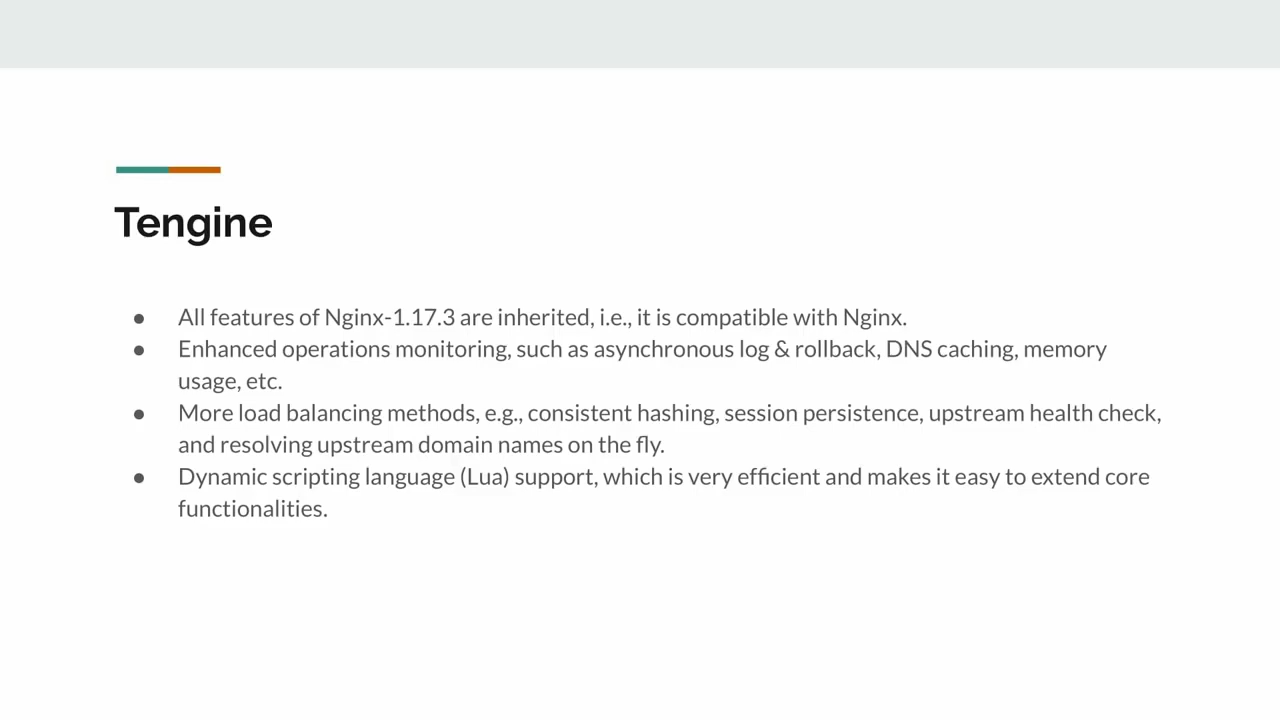 Tengine
● All features of Nginx-1.17.3 are inherited, i.e., it is compatible with Nginx.
● Enhanced operations monitoring, such as asynchronous log & rollback, DNS caching, memory
usage, etc.
● More load balancing methods, e.g., consistent hashing, session persistence, upstream health check,
and resolving upstream domain names on the fly.
● Dynamic scripting language (Lua) support, which is very efficient and makes it easy to extend core
functionalities.